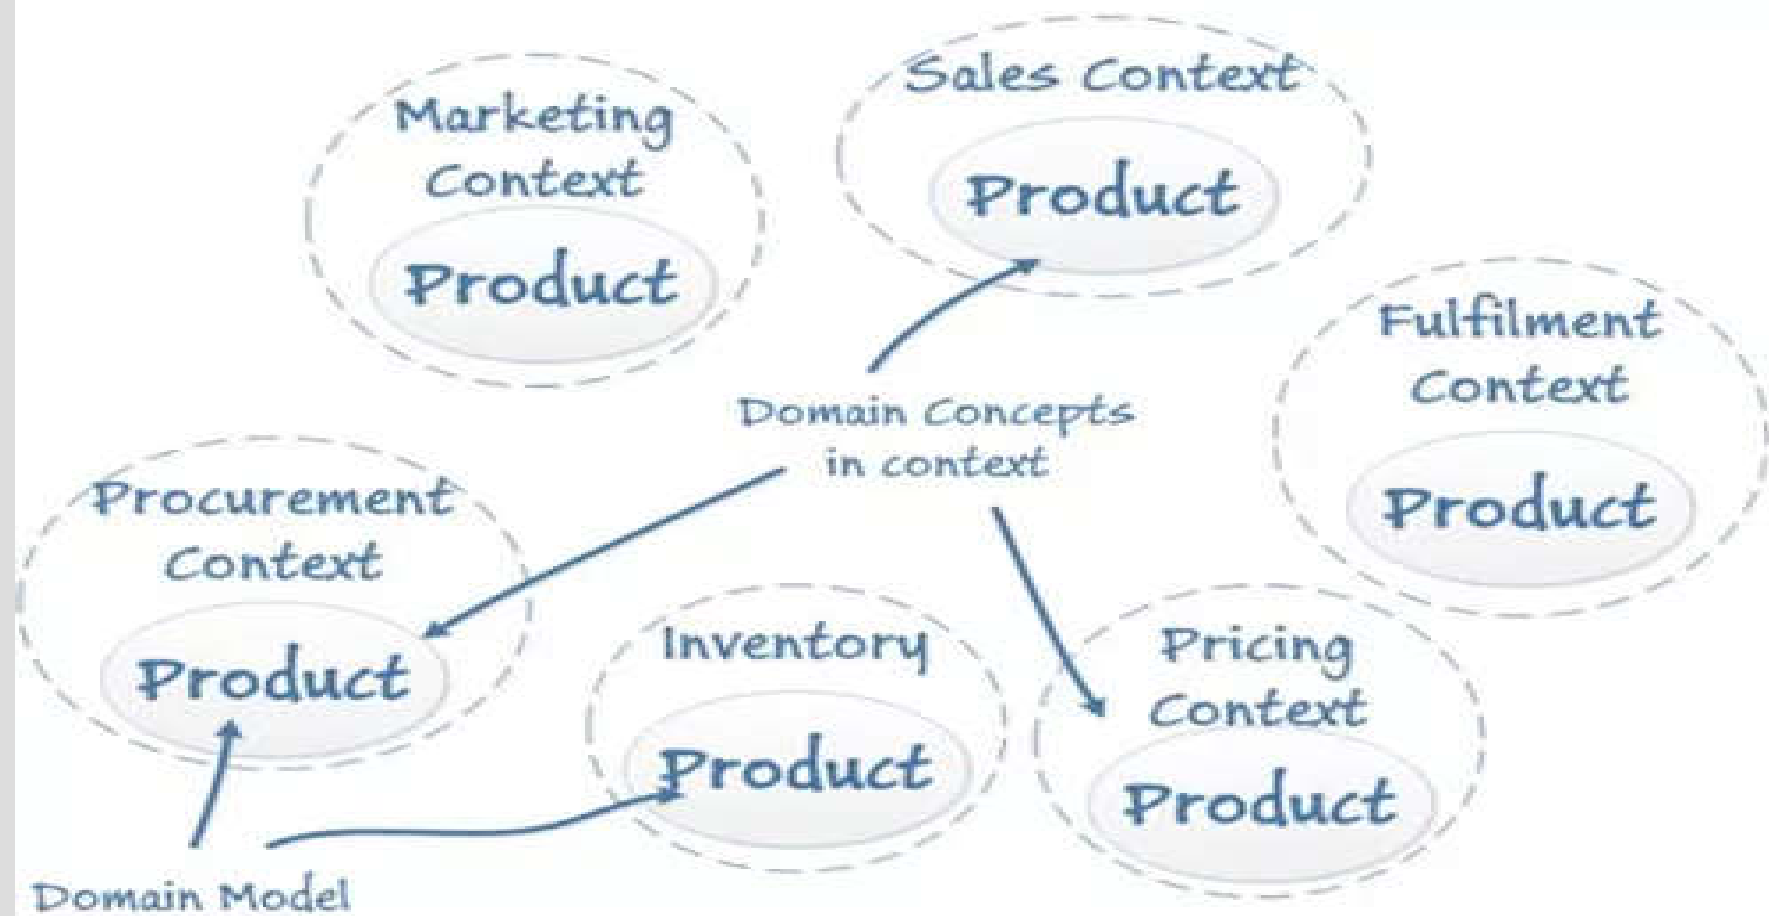 Marketing
Context
Product
Sales Context
Product
Fulfilment
Context
Product
Domain Concepts
in context
Procurement
Context
Product
Inventory
Product
Pricing
Context
Product
Domain Model